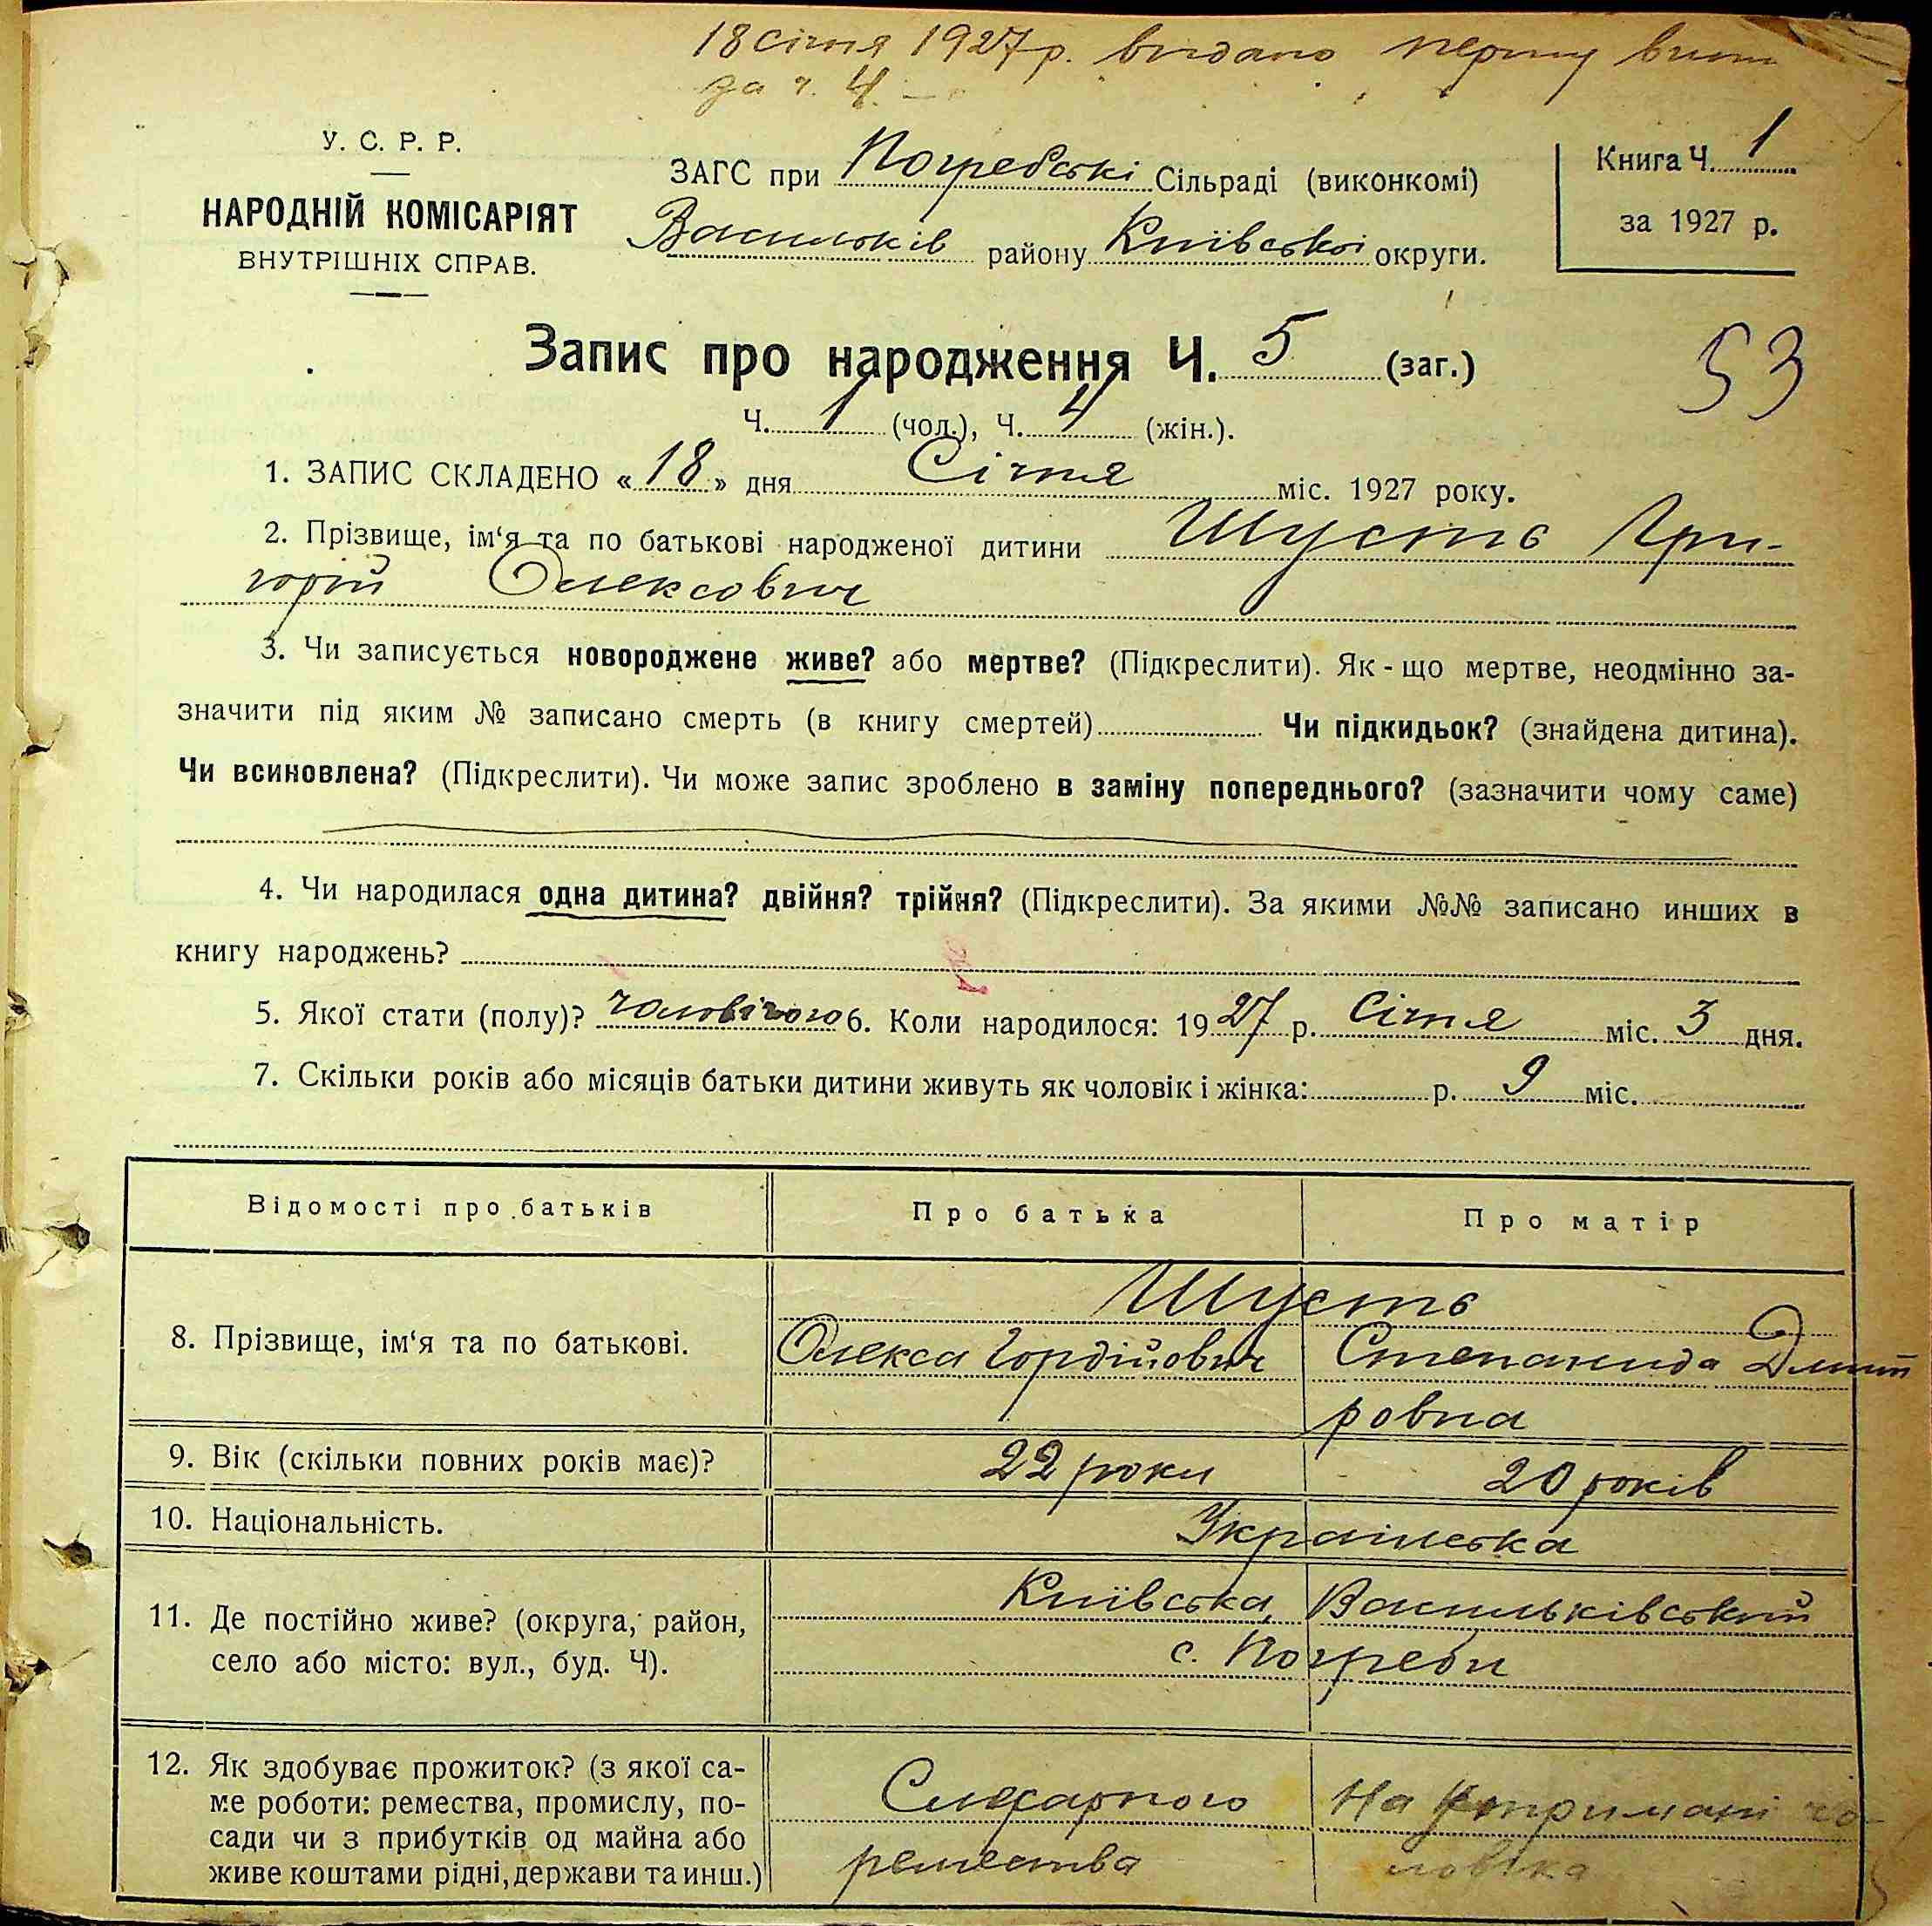 18 січня 1927 р. видано першу
за ч. 4.
У. С. Р. Р.
НАРОДНІЙ КОМІСАРІЯТ
ВНУТРІШНІХ СПРАВ.
ЗАГС при Погребські Сільраді (виконкомі)
Васильків району Київської округи.
Книга Ч. 1
за 1927 р.
Запис про народження Ч. 5 (заг.)
53
Ч. 1 (чол.), Ч. 4 (жін.).
1. ЗАПИС СКЛАДЕНО «18» дня Січня міс. 1927 року.
2. Прізвище, ім‘я та по батькові народженої дитини Шусть Гри-
горій Олексович
3. Чи записується новороджене живе? або мертве? (Підкреслити). Як-що мертве, неодмінно за-
значити під яким № записано смерть (в книгу смертей) Чи підкидьок? (знайдена дитина).
Чи всиновлена? (Підкреслити). Чи може запис зроблено в заміну попереднього? (зазначити чому саме)
4. Чи народилася одна дитина? двійня? трійня? (Підкреслити). За якими №№ записано инших в
книгу народжень?
5. Якої стати (полу)? чоловічого 6. Коли народилося: 1927 р. Січня міс. 3 дня.
7. Скільки років або місяців батьки дитини живуть як чоловік і жінка: р. 9 міс.
Відомості про батьків Про батька Про матір
Шусть
8. Прізвище, ім‘я та по батькові. Олекса Гордійович Степанида Дмит
ровна
9. Вік (скільки повних років має)? 22 роки 20 років
10. Національність. Українська
11. Де постійно живе? (округа, район, Київська, Васильківський
село або місто: вул., буд. Ч). с. Погреби
12. Як здобуває прожиток? (з якої са-
ме роботи: ремества, промислу, по- Слюсарного На утримані чо-
сади чи з прибутків од майна або
живе коштами рідні, держави та инш.) ремества ловіка